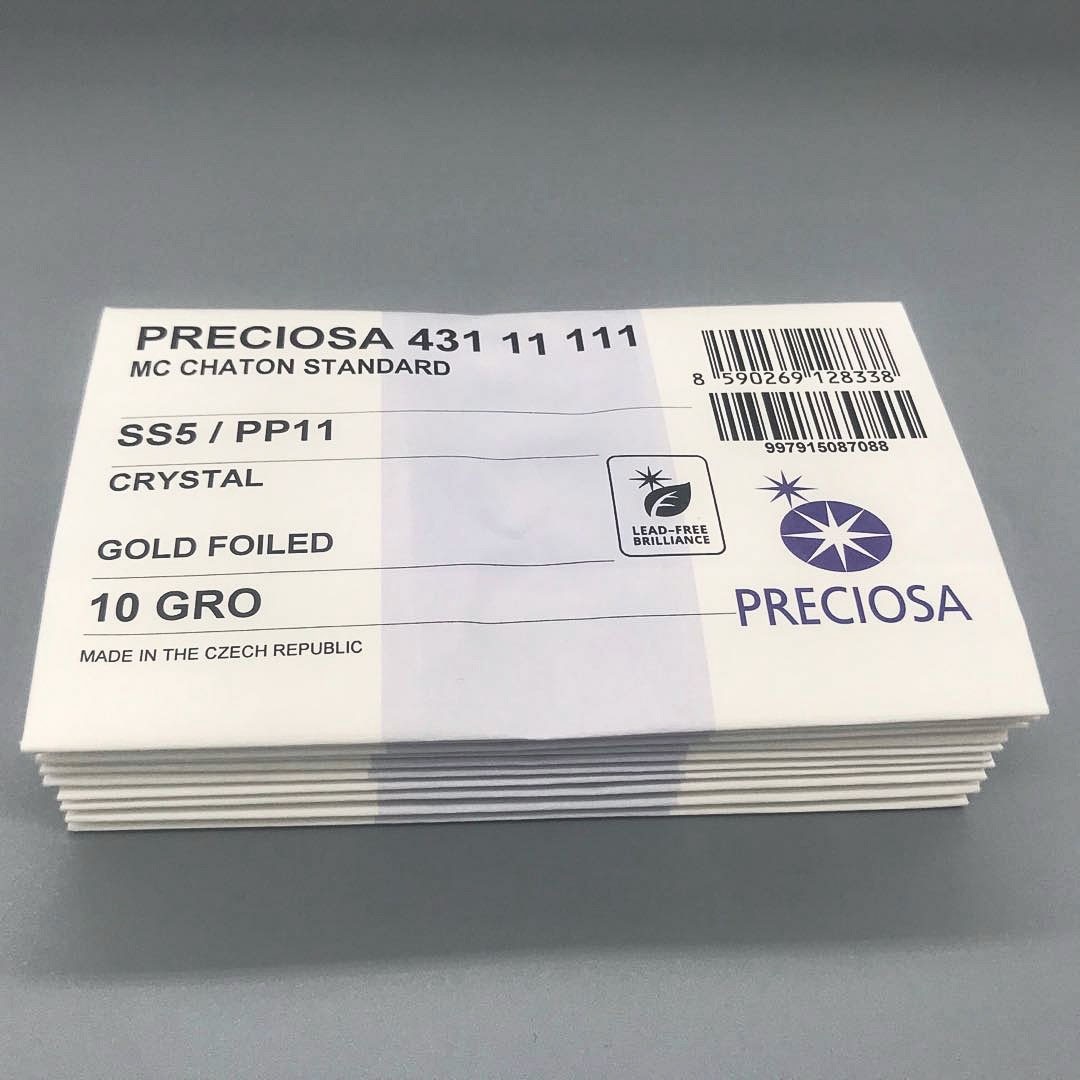 PRECIOSA 431 11 111
MC CHATON STANDARD
SS5 / PP11
CRYSTAL
GOLD FOILED
10 GRO
MADE IN THE CZECH REPUBLIC
8 590269 128338
997915087088
LEAD-FREE
BRILLIANCE
PRECIOSA